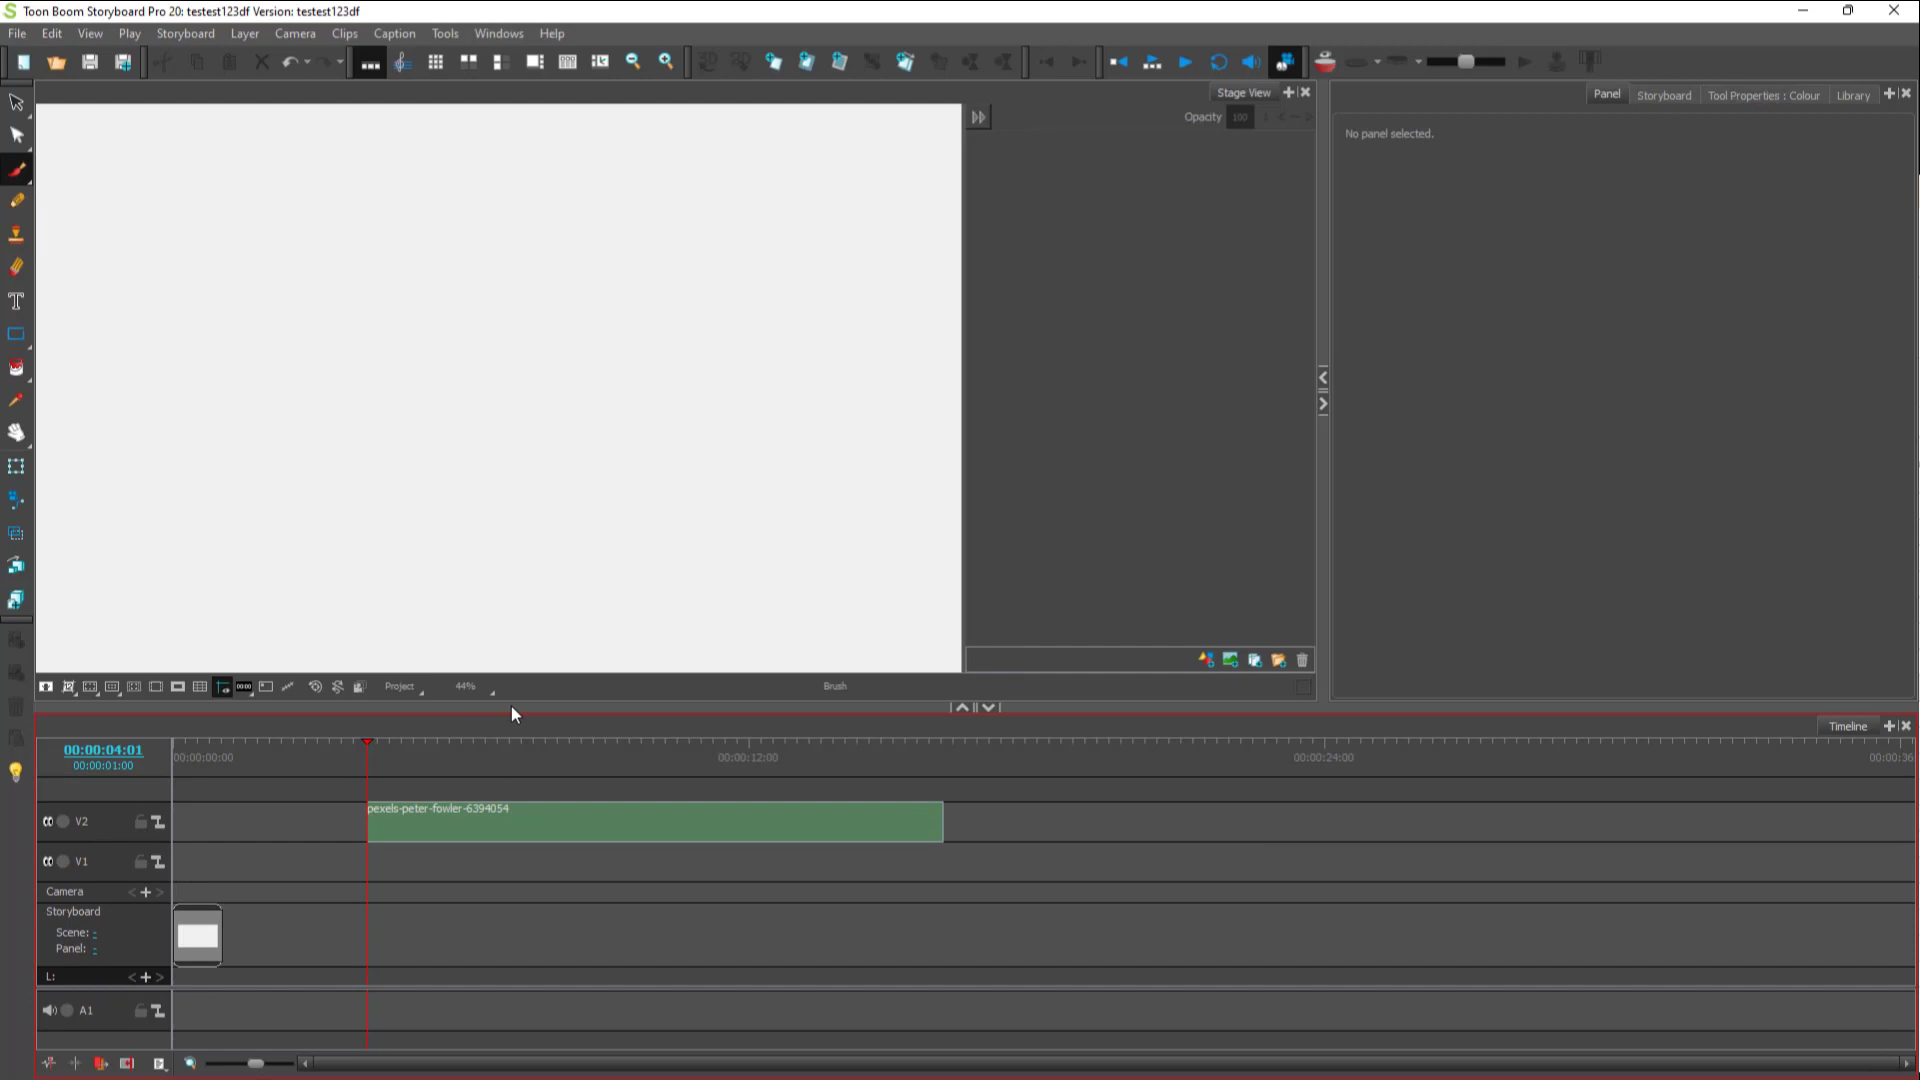 Toon Boom Storyboard Pro 20: testest123df Version: testest123df
File Edit View Play Storyboard Layer Camera Clips Caption Tools Windows Help
Stage View
Opacity 100
Panel Storyboard Tool Properties : Colour Library
No panel selected.
Project 44% Brush
Timeline
00:00:04:01
00:00:01:00
00:00:00:00 00:00:12:00 00:00:24:00 00:00:36
pexels-peter-fowler-6394054
V2
V1
Camera
Storyboard
Scene: -
Panel: -
L:
A1